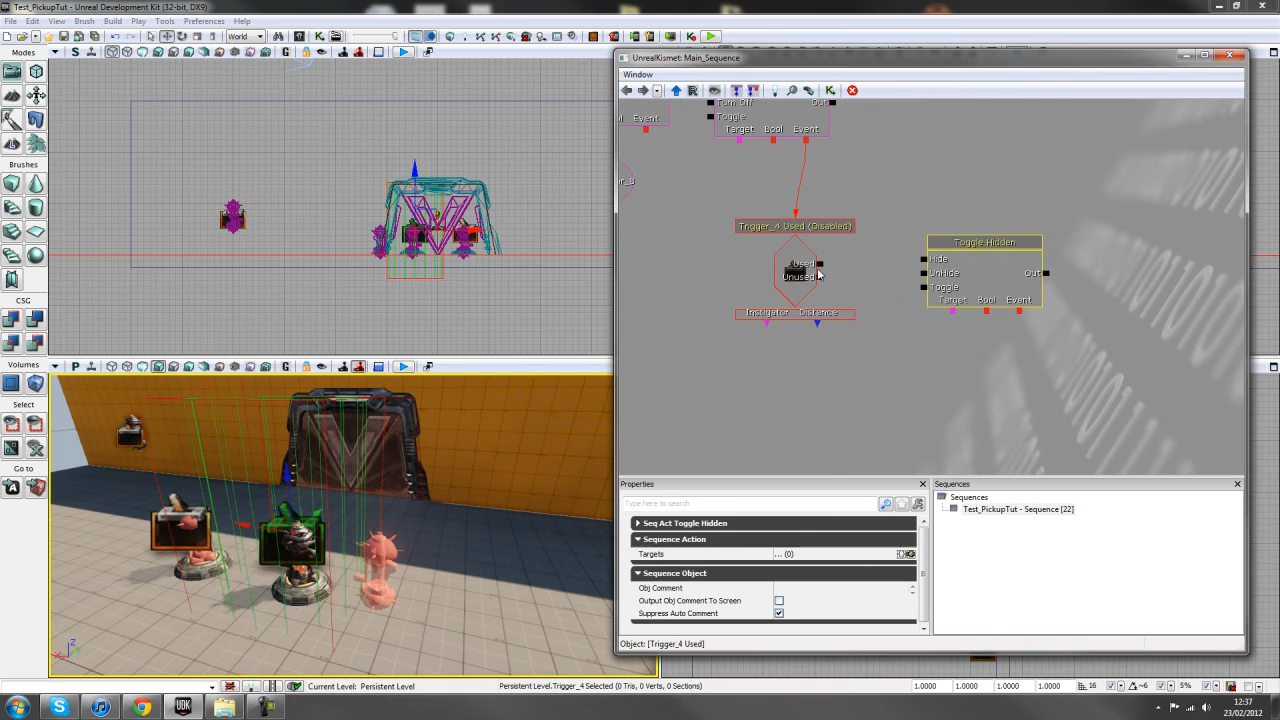 Test_PickupTut - Unreal Development Kit (32-bit, DX9)
File Edit View Brush Build Play Tools Preferences Help
World
Modes
Brushes
Volumes
Select
Go to
UnrealKismet: Main_Sequence
Window
Turn Off Out
Toggle
Event Target Bool Event
or_B
Trigger_4 Used (Disabled)
Used
Unused
Instigator Distance
Toggle Hidden
Hide
UnHide Out
Toggle
Target Bool Event
Properties
Type here to search
Seq Act Toggle Hidden
Sequence Action
Targets ... (0)
Sequence Object
Obj Comment
Output Obj Comment To Screen
Suppress Auto Comment
Sequences
Sequences
Test_PickupTut - Sequence [22]
Object: [Trigger_4 Used]
Current Level: Persistent Level
Persistent Level.Trigger_4 Selected (0 Tris, 0 Verts, 0 Sections)
1.0000 1.0000 1.0000 1.0000 16 ~6 5%
12:37
23/02/2012